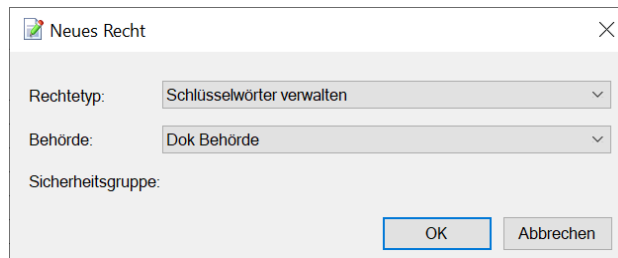 Neues Recht
Rechtetyp: Schlüsselwörter verwalten
Behörde: Dok Behörde
Sicherheitsgruppe:
OK Abbrechen